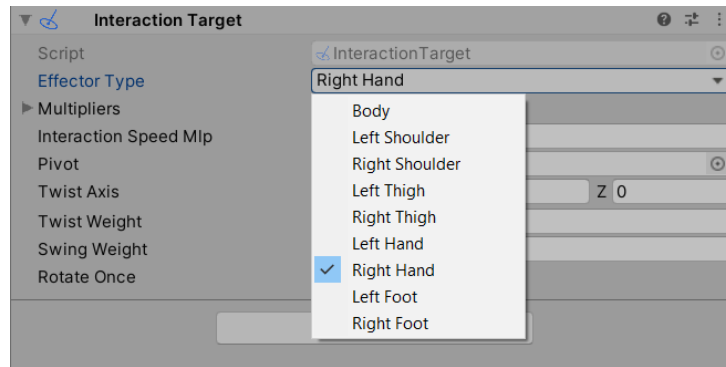 Interaction Target
Script InteractionTarget
Effector Type Right Hand
Multipliers Body
Interaction Speed Mlp Left Shoulder
Pivot Right Shoulder
Twist Axis Left Thigh Z 0
Twist Weight Right Thigh
Swing Weight Left Hand
Rotate Once Right Hand
Left Foot
Right Foot